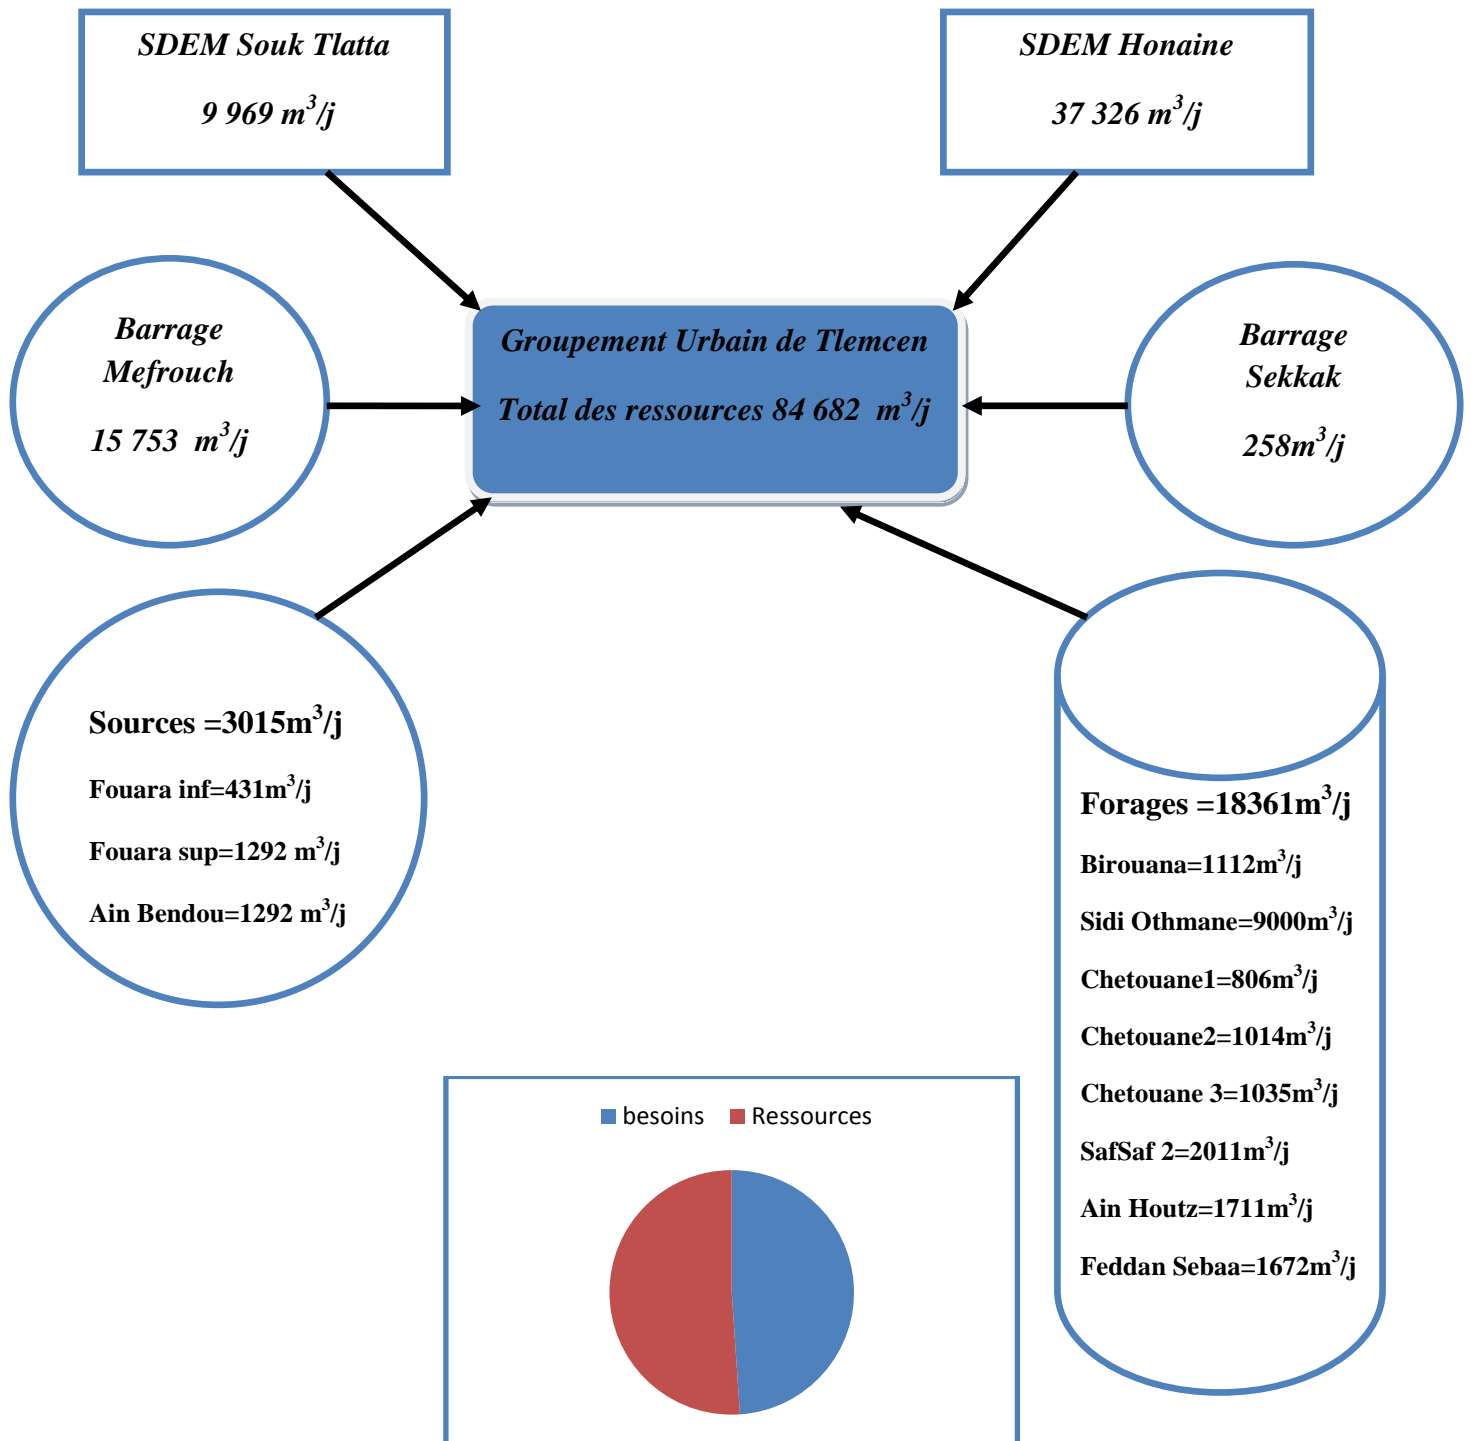 SDEM Souk Tlatta
9 969 m³/j
SDEM Honaine
37 326 m³/j
Barrage
Mefrouch
15 753 m³/j
Groupement Urbain de Tlemcen
Total des ressources 84 682 m³/j
Barrage
Sekkak
258m³/j
Sources =3015m³/j
Fouara inf=431m³/j
Fouara sup=1292 m³/j
Ain Bendou=1292 m³/j
Forages =18361m³/j
Birouana=1112m³/j
Sidi Othmane=9000m³/j
Chetouane1=806m³/j
Chetouane2=1014m³/j
Chetouane 3=1035m³/j
SafSaf 2=2011m³/j
Ain Houtz=1711m³/j
Feddan Sebaa=1672m³/j
besoins Ressources